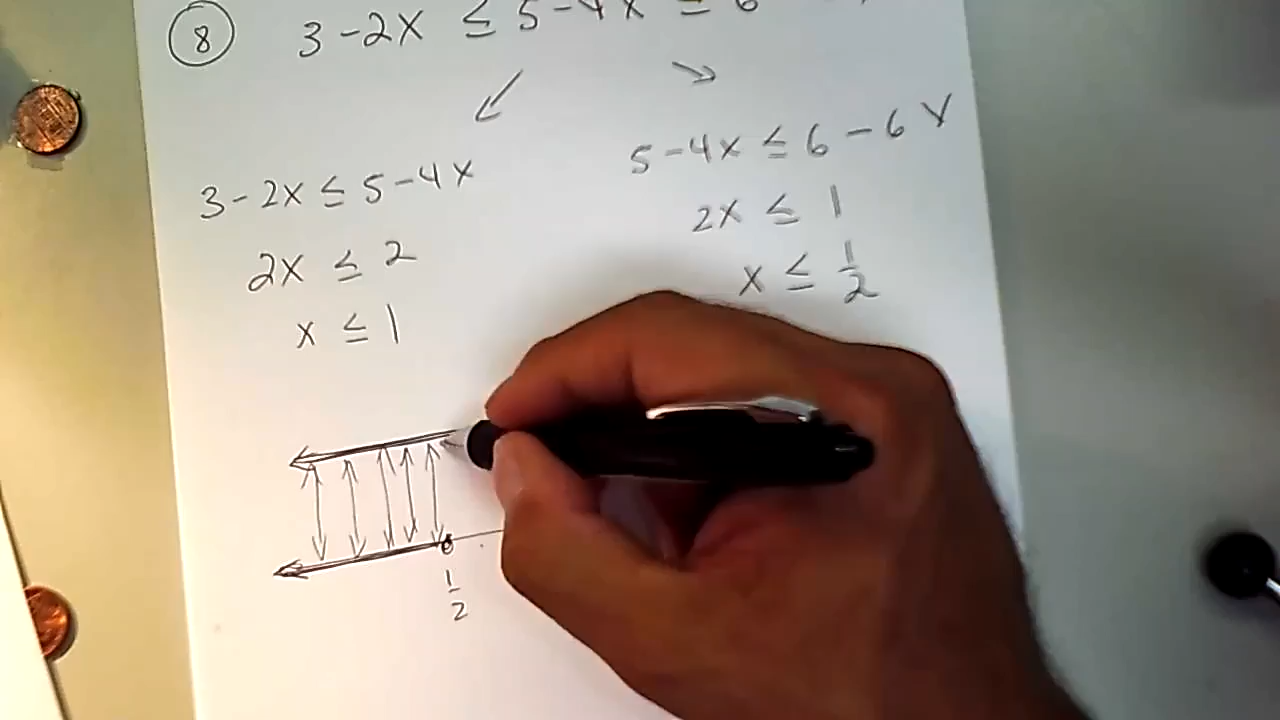 8 3-2x ≤ 5-4x ≤ 6
3-2x ≤ 5-4x
2x ≤ 2
x ≤ 1
5-4x ≤ 6-6x
2x ≤ 1
x ≤ 1/2
1/2